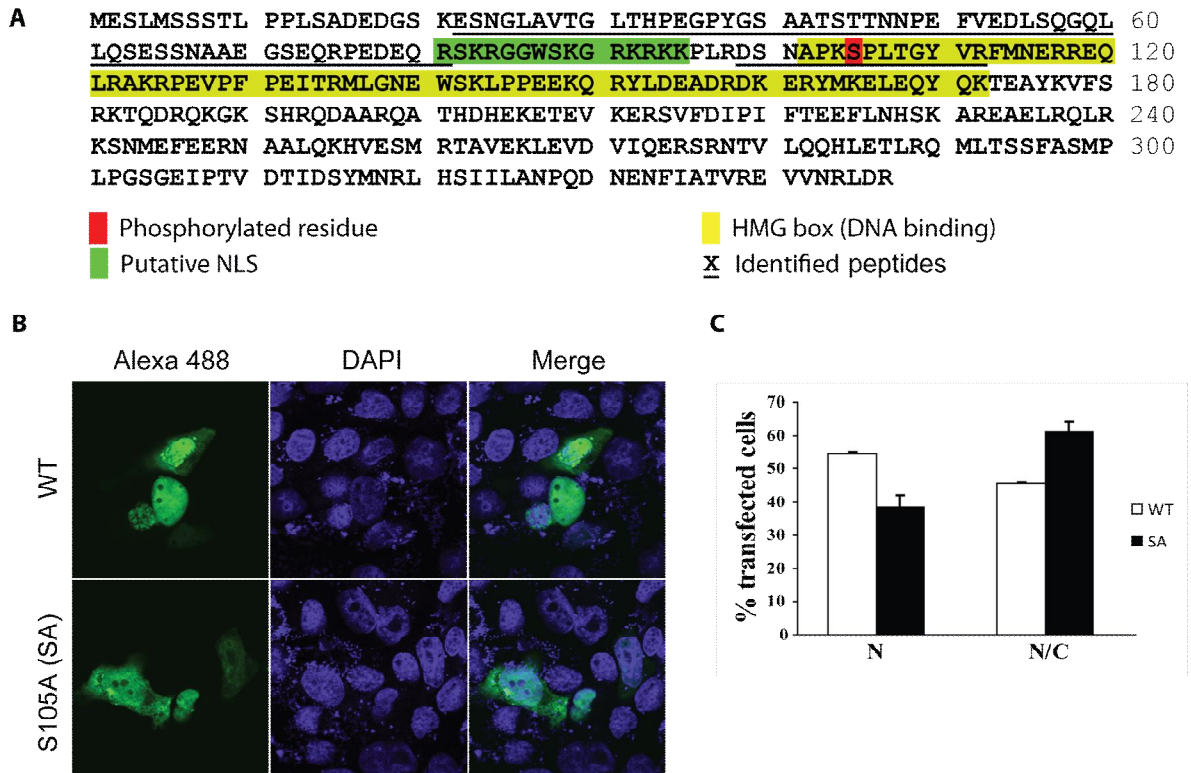 A
MESLMSSSTL PPLSADEDGS KESNGLAVTG LTHPEGPYGS AATSTTNNPE FVEDLSQGQL 60
LQSESSNAAE GSEQRPEDEQ RSKRGGWSKG RKRKKPLRDS NAPKSPLTGY VRFMNERREQ 120
LRAKRPEVPF PEITRMLGNE WSKLPPEEKQ RYLDEADRDK ERYMKELEQY QKTEAYKVFS 180
RKTQDRQKGK SHRQDAARQA THDHEKETEV KERSVFDIPI FTEEFLNHSK AREAELRQLR 240
KSNMEFEERN AALQKHVESM RTAVEKLEVD VIQERSRNTV LQQHLETLRQ MLTSSFASMP 300
LPGSGEIPTV DTIDSYMNRL HSIILANPQD NENFIATVRE VVNRLDR
Phosphorylated residue
HMG box (DNA binding)
Putative NLS
X Identified peptides
B
Alexa 488 DAPI Merge
WT
S105A (SA)
C
% transfected cells
70
60
50
40
30
20
10
0
N N/C
WT
SA